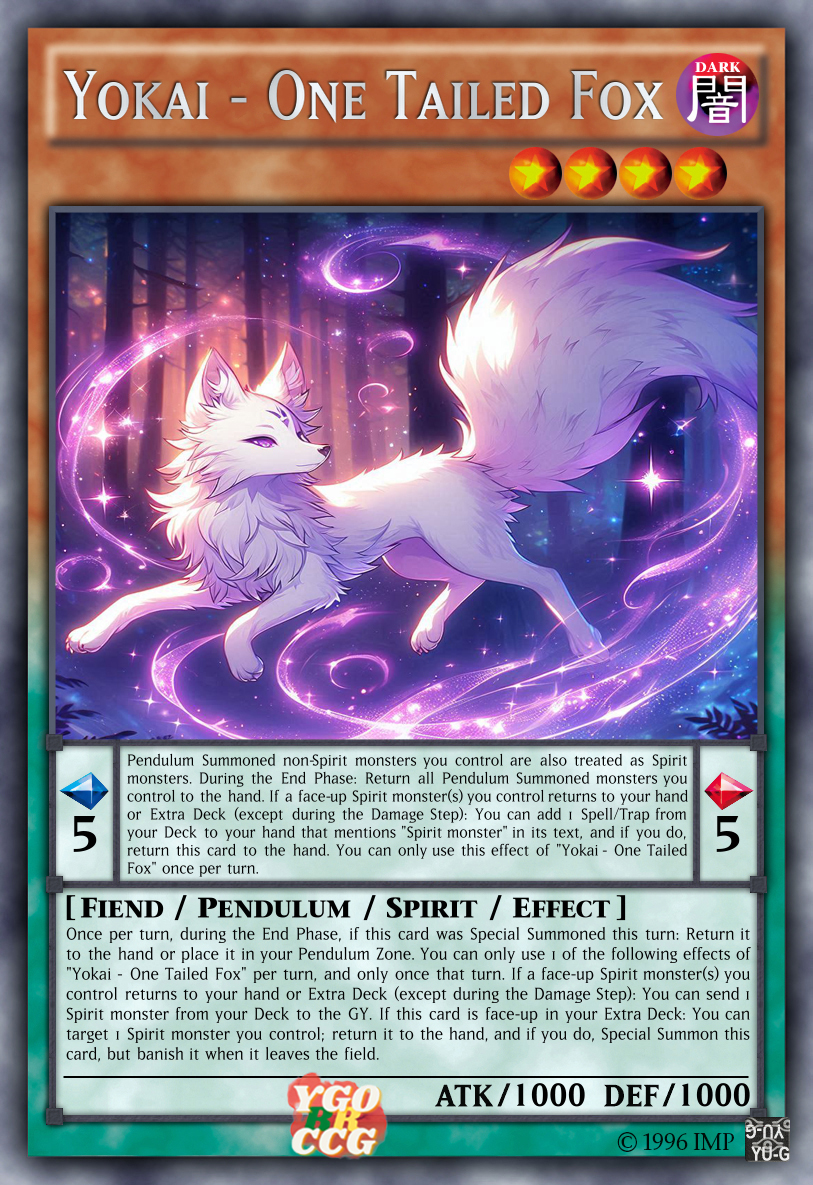 Yokai - One Tailed Fox
DARK
闇
Pendulum Summoned non-Spirit monsters you control are also treated as Spirit
monsters. During the End Phase: Return all Pendulum Summoned monsters you
control to the hand. If a face-up Spirit monster(s) you control returns to your hand
or Extra Deck (except during the Damage Step): You can add 1 Spell/Trap from
your Deck to your hand that mentions "Spirit monster" in its text, and if you do,
return this card to the hand. You can only use this effect of "Yokai - One Tailed
Fox" once per turn.
5
5
[ Fiend / Pendulum / Spirit / Effect ]
Once per turn, during the End Phase, if this card was Special Summoned this turn: Return it
to the hand or place it in your Pendulum Zone. You can only use 1 of the following effects of
"Yokai - One Tailed Fox" per turn, and only once that turn. If a face-up Spirit monster(s) you
control returns to your hand or Extra Deck (except during the Damage Step): You can send 1
Spirit monster from your Deck to the GY. If this card is face-up in your Extra Deck: You can
target 1 Spirit monster you control; return it to the hand, and if you do, Special Summon this
card, but banish it when it leaves the field.
ATK/1000 DEF/1000
YGO
RR
CCG
© 1996 IMP
YU-G